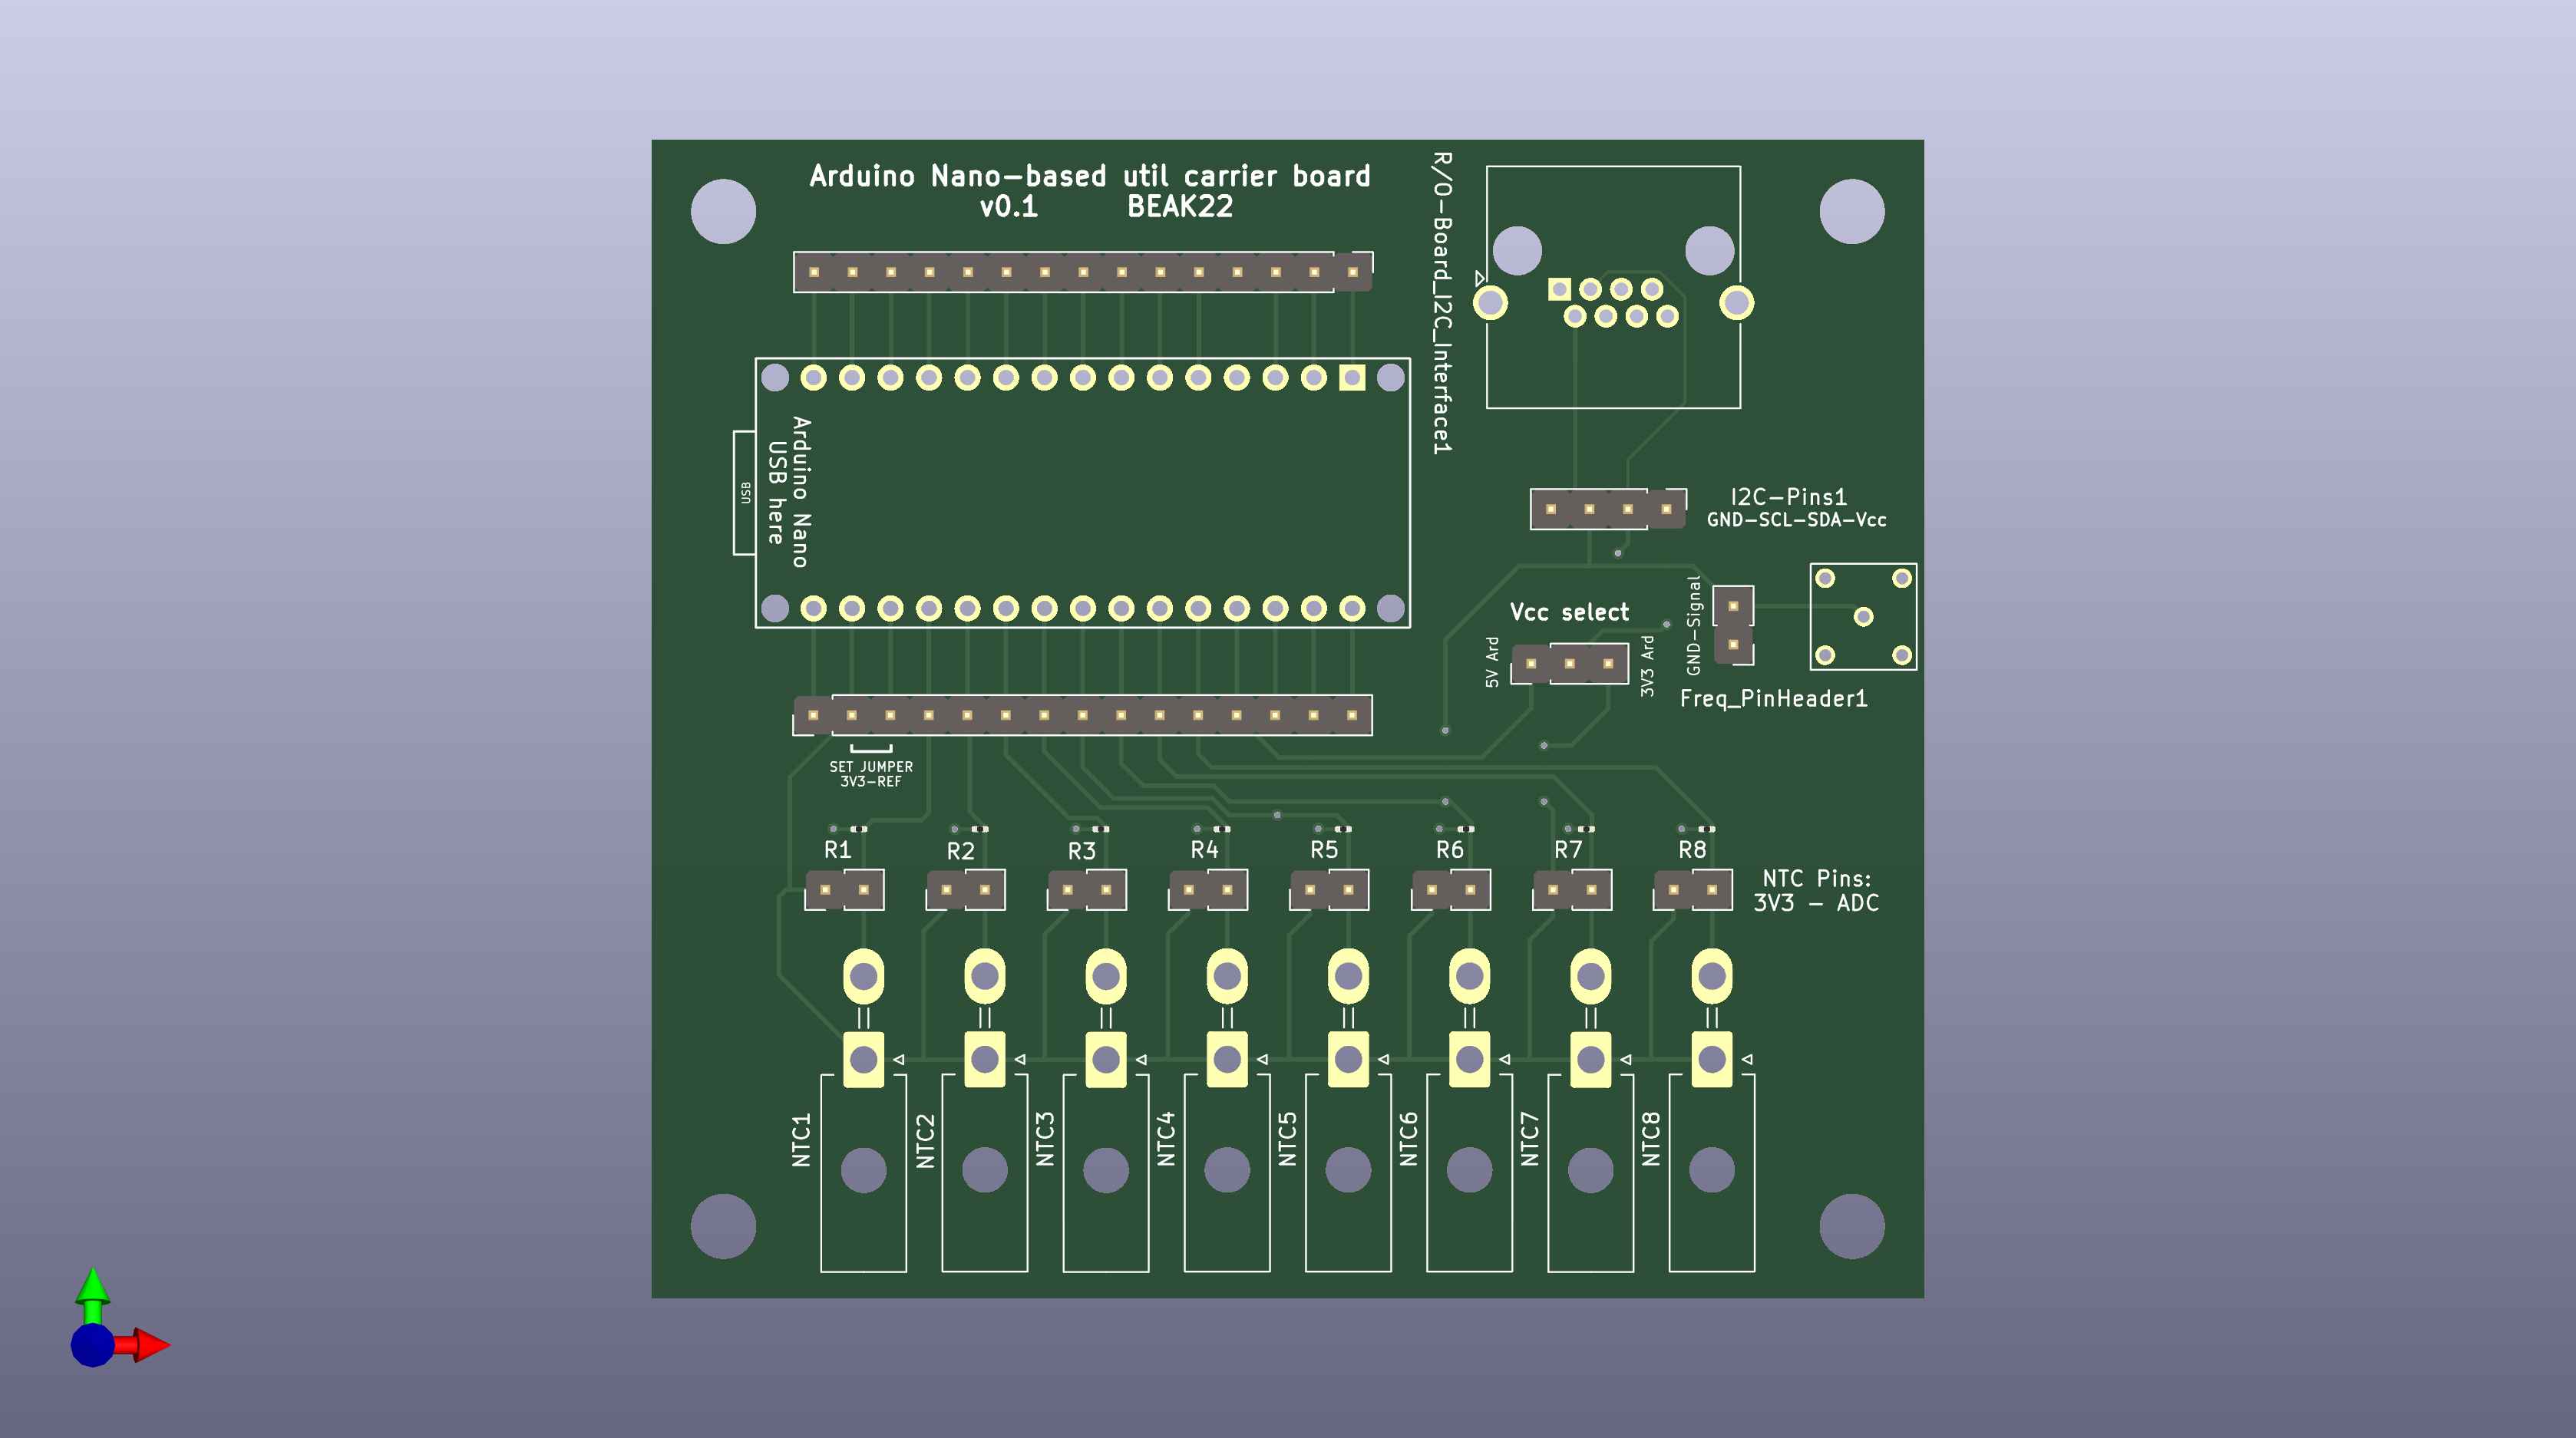 Arduino Nano-based util carrier board
v0.1 BEAK22
R/O-Board_I2C_Interface1
Arduino Nano
USB here
USB
I2C-Pins1
GND-SCL-SDA-Vcc
Vcc select
5V Ard
3V3 Ard
GND-Signal
Freq_PinHeader1
SET JUMPER
3V3-REF
R1
R2
R3
R4
R5
R6
R7
R8
NTC Pins:
3V3 - ADC
NTC1
NTC2
NTC3
NTC4
NTC5
NTC6
NTC7
NTC8